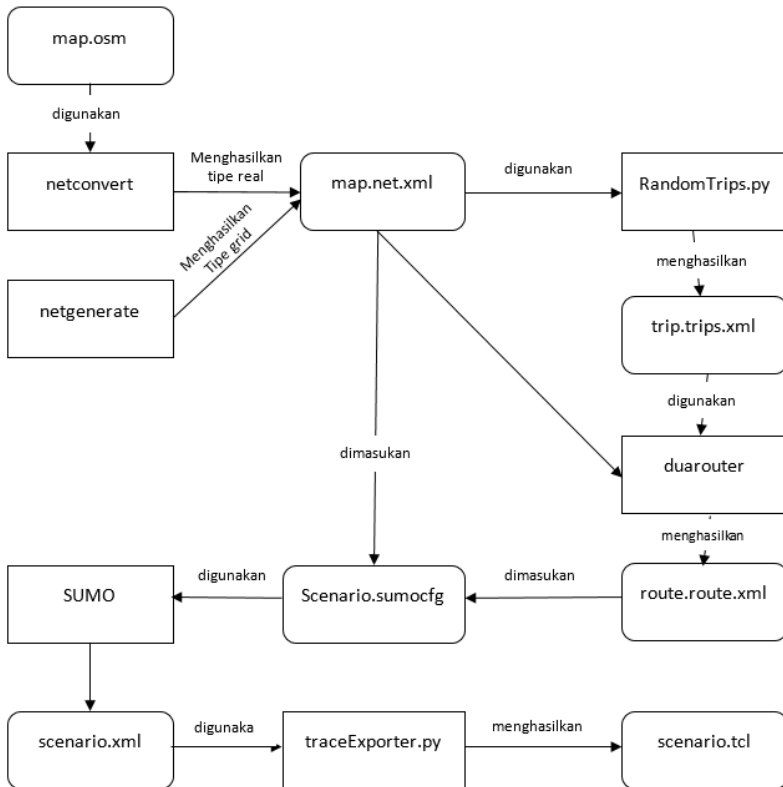 map.osm
digunakan
netconvert
Menghasilkan
tipe real
map.net.xml
digunakan
RandomTrips.py
Menghasilkan
Tipe grid
menghasilkan
netgenerate
trip.trips.xml
digunakan
dimasukan
duarouter
menghasilkan
SUMO
digunakan
Scenario.sumocfg
dimasukan
route.route.xml
scenario.xml
digunaka
traceExporter.py
menghasilkan
scenario.tcl